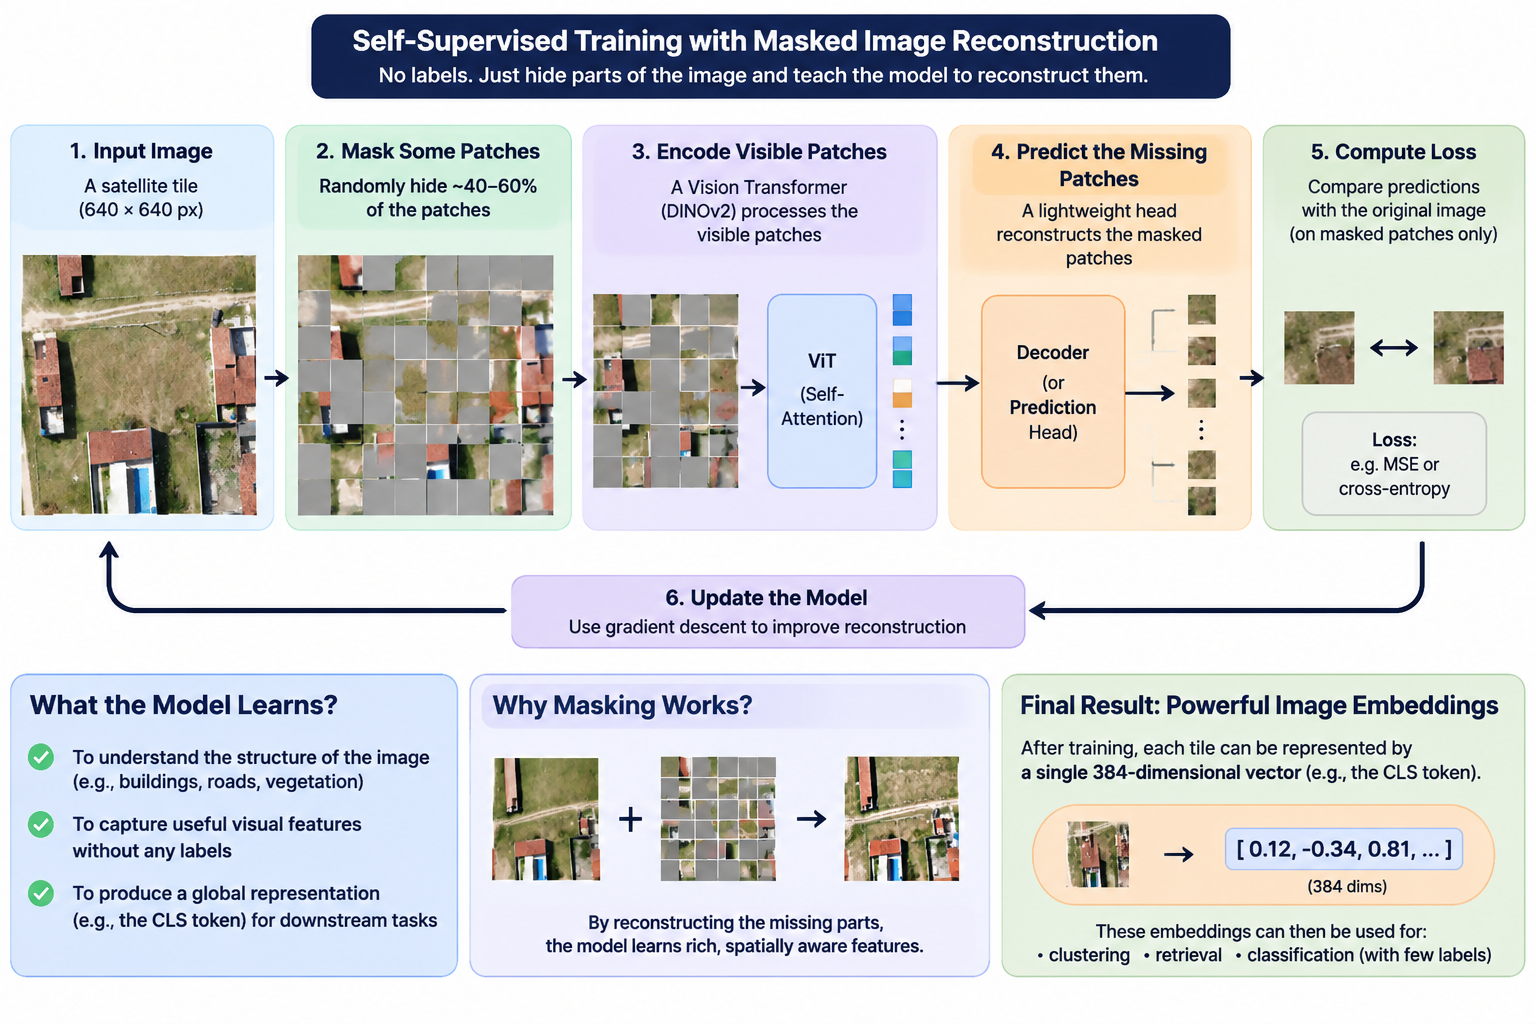 Self-Supervised Training with Masked Image Reconstruction
No labels. Just hide parts of the image and teach the model to reconstruct them.
1. Input Image
A satellite tile
(640 × 640 px)
2. Mask Some Patches
Randomly hide ~40–60%
of the patches
3. Encode Visible Patches
A Vision Transformer
(DINOv2) processes the
visible patches
ViT
(Self-
Attention)
4. Predict the Missing
Patches
A lightweight head
reconstructs the masked
patches
Decoder
(or
Prediction
Head)
5. Compute Loss
Compare predictions
with the original image
(on masked patches only)
Loss:
e.g. MSE or
cross-entropy
6. Update the Model
Use gradient descent to improve reconstruction
What the Model Learns?
To understand the structure of the image
(e.g., buildings, roads, vegetation)
To capture useful visual features
without any labels
To produce a global representation
(e.g., the CLS token) for downstream tasks
Why Masking Works?
By reconstructing the missing parts,
the model learns rich, spatially aware features.
Final Result: Powerful Image Embeddings
After training, each tile can be represented by
a single 384-dimensional vector (e.g., the CLS token).
[ 0.12, -0.34, 0.81, ... ]
(384 dims)
These embeddings can then be used for:
• clustering • retrieval • classification (with few labels)